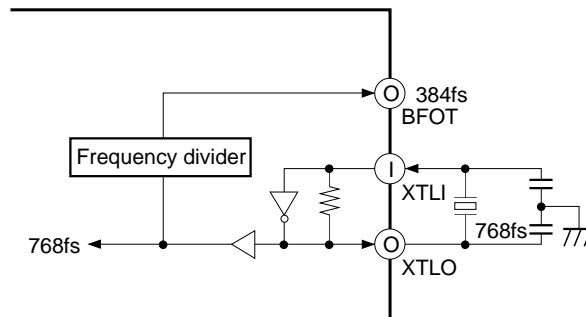 O 384fs
BFOT
Frequency divider
I
XTLI
768fs
768fs
O
XTLO